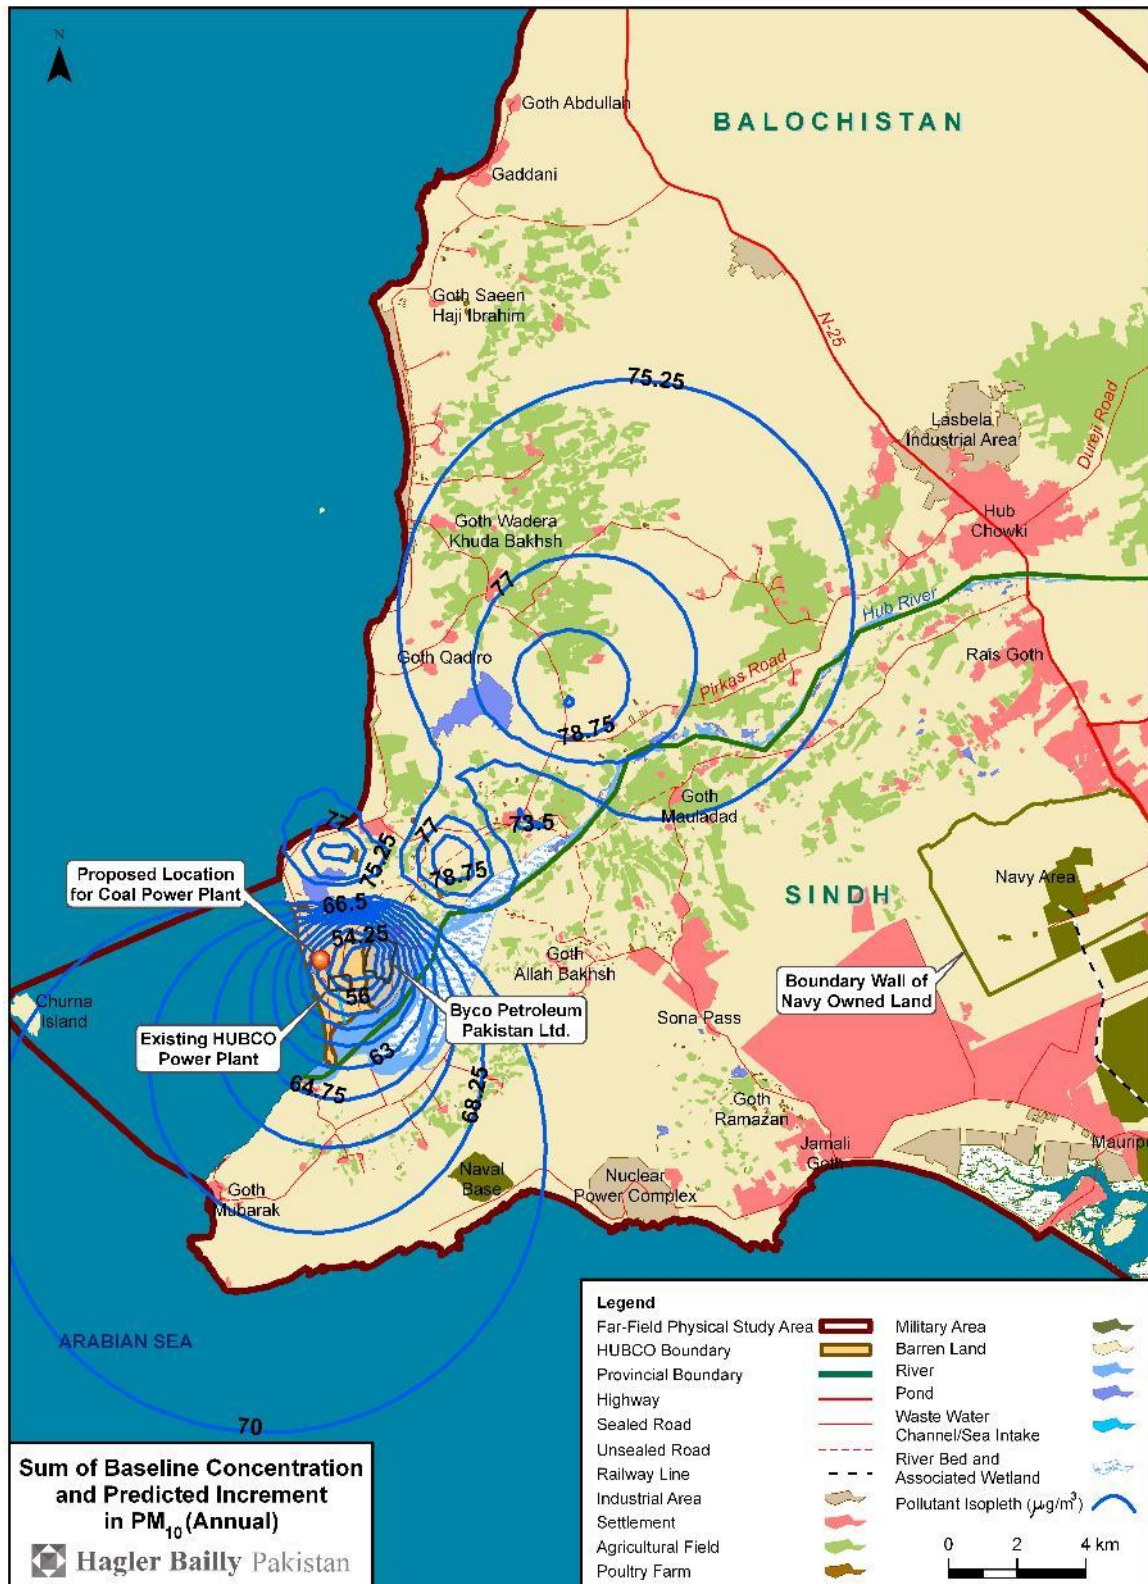 N
Goth Abdullah
BALOCHISTAN
Gaddani
Goth Saeen
Haji Ibrahim
N-25
75.25
Lasbela
Industrial Area
Dureji Road
Hub
Chowki
Goth Wadera
Khuda Bakhsh
77
Hub River
Goth Qadiro
Pirkas Road
Rais Goth
78.75
Goth
Mauladad
77
77
73.5
75.25
78.75
Proposed Location
for Coal Power Plant
Navy Area
SINDH
66.5
54.25
Goth
Allah Bakhsh
Boundary Wall of
Navy Owned Land
Churna
Island
56
Byco Petroleum
Pakistan Ltd.
Sona Pass
Existing HUBCO
Power Plant
63
64.75
68.25
Goth
Ramazan
Jamali
Goth
Goth
Mubarak
Naval
Base
Nuclear
Power Complex
ARABIAN SEA
70
Sum of Baseline Concentration
and Predicted Increment
in PM10 (Annual)
Hagler Bailly Pakistan
Legend
Far-Field Physical Study Area
HUBCO Boundary
Provincial Boundary
Highway
Sealed Road
Unsealed Road
Railway Line
Industrial Area
Settlement
Agricultural Field
Poultry Farm
Military Area
Barren Land
River
Pond
Waste Water
Channel/Sea Intake
River Bed and
Associated Wetland
Pollutant Isopleth (μg/m³)
0 2 4 km